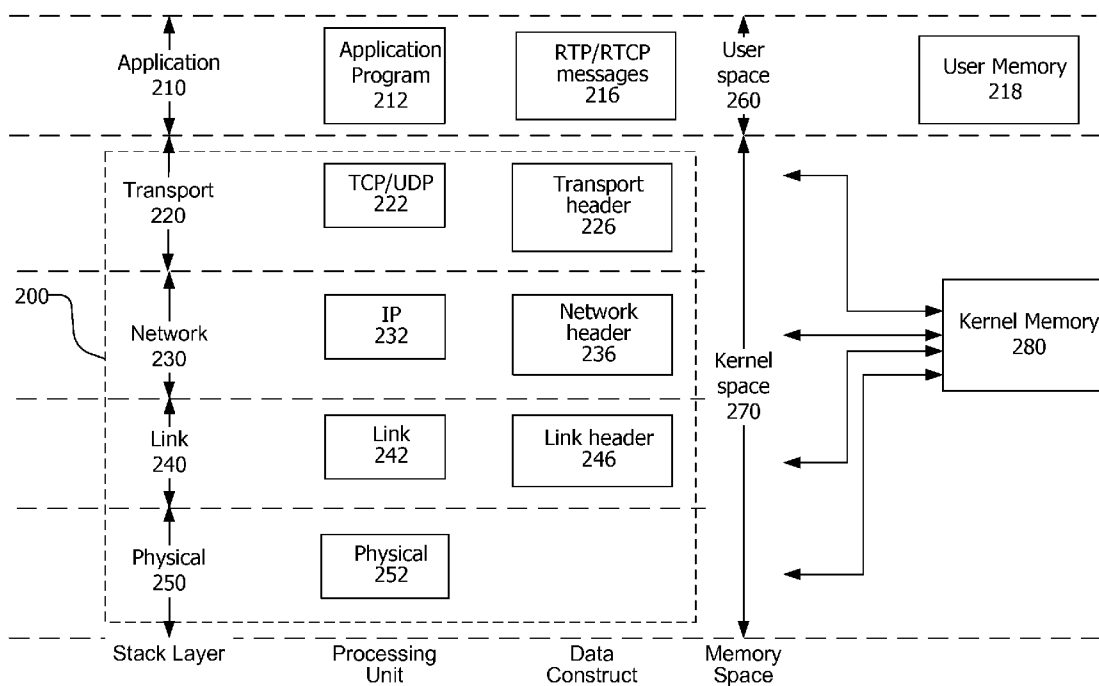 Application
210
Application
Program
212
RTP/RTCP
messages
216
User
space
260
User Memory
218
Transport
220
TCP/UDP
222
Transport
header
226
200
Network
230
IP
232
Network
header
236
Kernel
space
270
Kernel Memory
280
Link
240
Link
242
Link header
246
Physical
250
Physical
252
Stack Layer
Processing
Unit
Data
Construct
Memory
Space